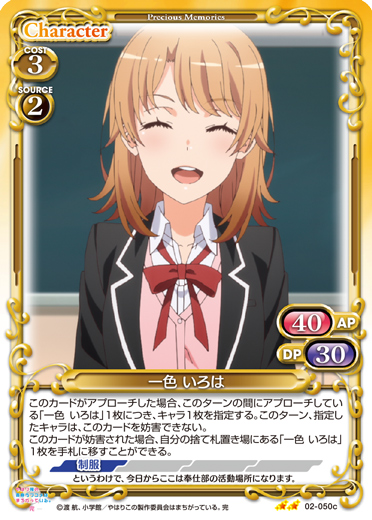 Precious Memories
Character
COST
3
SOURCE
2
40 AP
DP 30
一色 いろは
このカードがアプローチした場合、このターンの間にアプローチしてい
る「一色 いろは」1枚につき、キャラ1枚を指定する。このターン、指定し
たキャラは、このカードを妨害できない。
このカードが妨害された場合、自分の捨て札置き場にある「一色 いろは」
1枚を手札に移すことができる。
制服
というわけで、今日からここは奉仕部の活動場所になります。
©渡 航、小学館／やはりこの製作委員会はまちがっている。完
02-050c